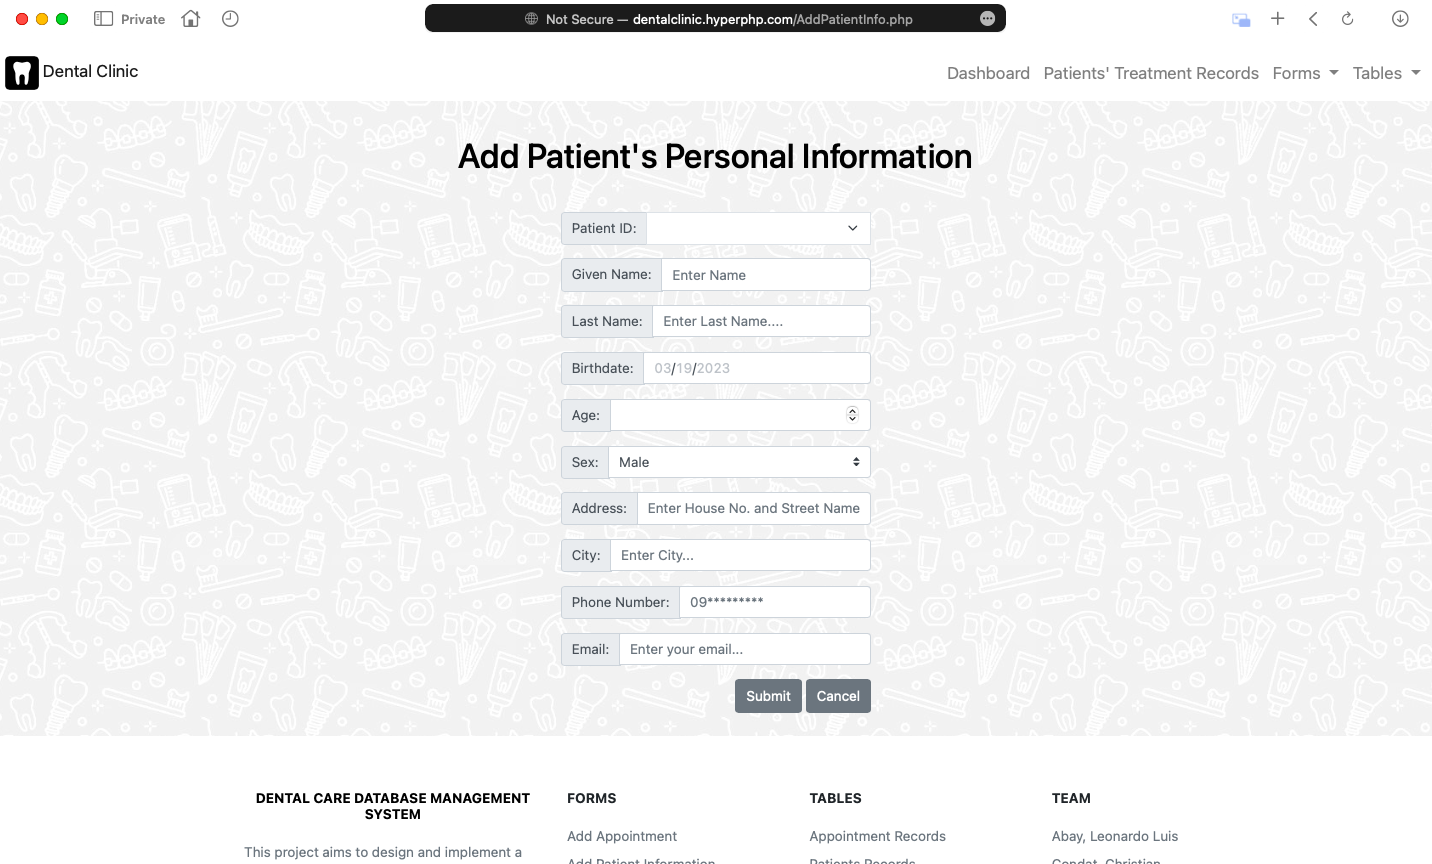 Private
Not Secure — dentalclinic.hyperphp.com/AddPatientInfo.php
Dental Clinic
Dashboard Patients' Treatment Records Forms Tables
Add Patient's Personal Information
Patient ID:
Given Name: Enter Name
Last Name: Enter Last Name....
Birthdate: 03/19/2023
Age:
Sex: Male
Address: Enter House No. and Street Name
City: Enter City...
Phone Number: 09*********
Email: Enter your email...
Submit Cancel
DENTAL CARE DATABASE MANAGEMENT
SYSTEM
This project aims to design and implement a
FORMS
Add Appointment
Add Patient Information
TABLES
Appointment Records
Patients Records
TEAM
Abay, Leonardo Luis
Condat, Christian